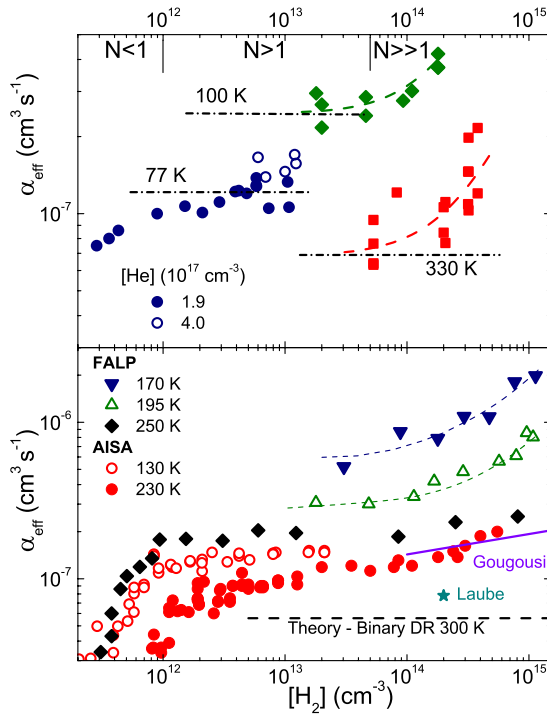 10¹² 10¹³ 10¹⁴ 10¹⁵
N<1 N>1 N>>1
100 K
77 K
10⁻⁷
α_eff (cm³ s⁻¹)
330 K
[He] (10¹⁷ cm⁻³)
1.9
4.0
FALP
170 K
195 K
250 K
AISA
130 K
230 K
10⁻⁶
α_eff (cm³ s⁻¹)
10⁻⁷
Gougousi
Laube
Theory - Binary DR 300 K
10¹² 10¹³ 10¹⁴ 10¹⁵
[H₂] (cm⁻³)